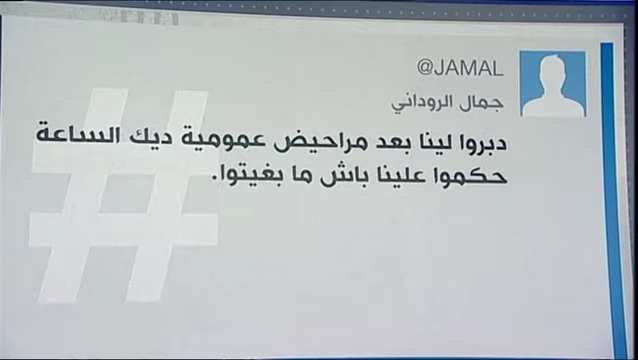 @JAMAL
جمال الروداني
دبروا لينا بعد مراحيض عمومية ديك الساعة
حكموا علينا باش ما بغيتوا.